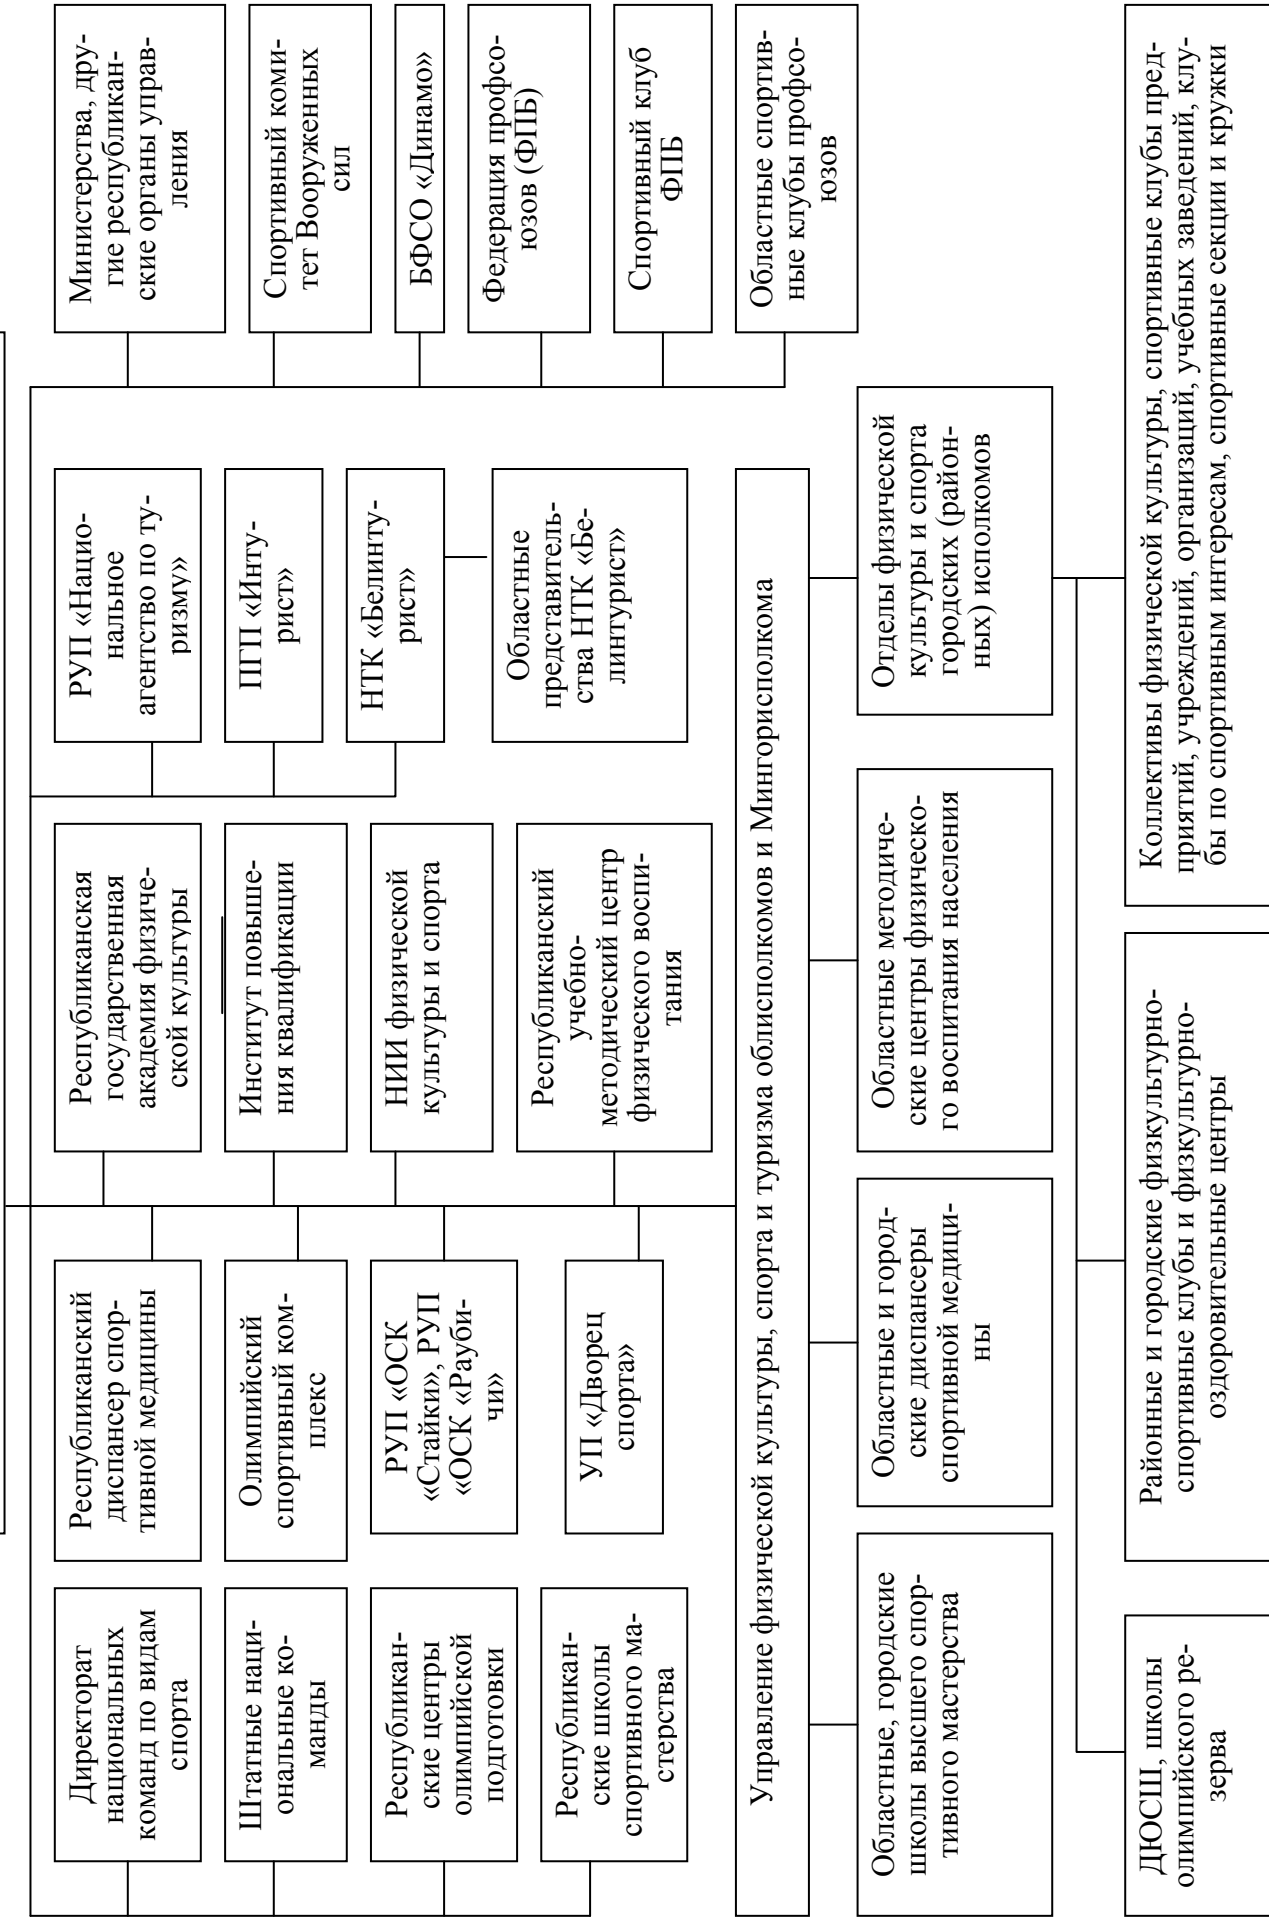 Директорат
национальных
команд по видам
спорта
Штатные наци-
ональные ко-
манды
Республикан-
ские центры
олимпийской
подготовки
Республикан-
ские школы
спортивного ма-
стерства
Республиканский
диспансер спор-
тивной медицины
Олимпийский
спортивный ком-
плекс
РУП «ОСК
«Стайки», РУП
«ОСК «Рауби-
чи»
УП «Дворец
спорта»
Республиканская
государственная
академия физиче-
ской культуры
Институт повыше-
ния квалификации
НИИ физической
культуры и спорта
Республиканский
учебно-
методический центр
физического воспи-
тания
РУП «Нацио-
нальное
агентство по ту-
ризму»
ПГП «Инту-
рист»
НТК «Белинту-
рист»
Областные
представитель-
ства НТК «Бе-
линтурист»
Министерства, дру-
гие республикан-
ские органы управ-
ления
Спортивный коми-
тет Вооруженных
сил
БФСО «Динамо»
Федерация профсо-
юзов (ФПБ)
Спортивный клуб
ФПБ
Областные спортив-
ные клубы профсо-
юзов
Управление физической культуры, спорта и туризма облисполкомов и Мингорисполкома
Областные, городские
школы высшего спор-
тивного мастерства
Областные и город-
ские диспансеры
спортивной медици-
ны
Областные методиче-
ские центры физическо-
го воспитания населения
Отделы физической
культуры и спорта
городских (район-
ных) исполкомов
ДЮСШ, школы
олимпийского ре-
зерва
Районные и городские физкультурно-
спортивные клубы и физкультурно-
оздоровительные центры
Коллективы физической культуры, спортивные клубы пред-
приятий, учреждений, организаций, учебных заведений, клу-
бы по спортивным интересам, спортивные секции и кружки